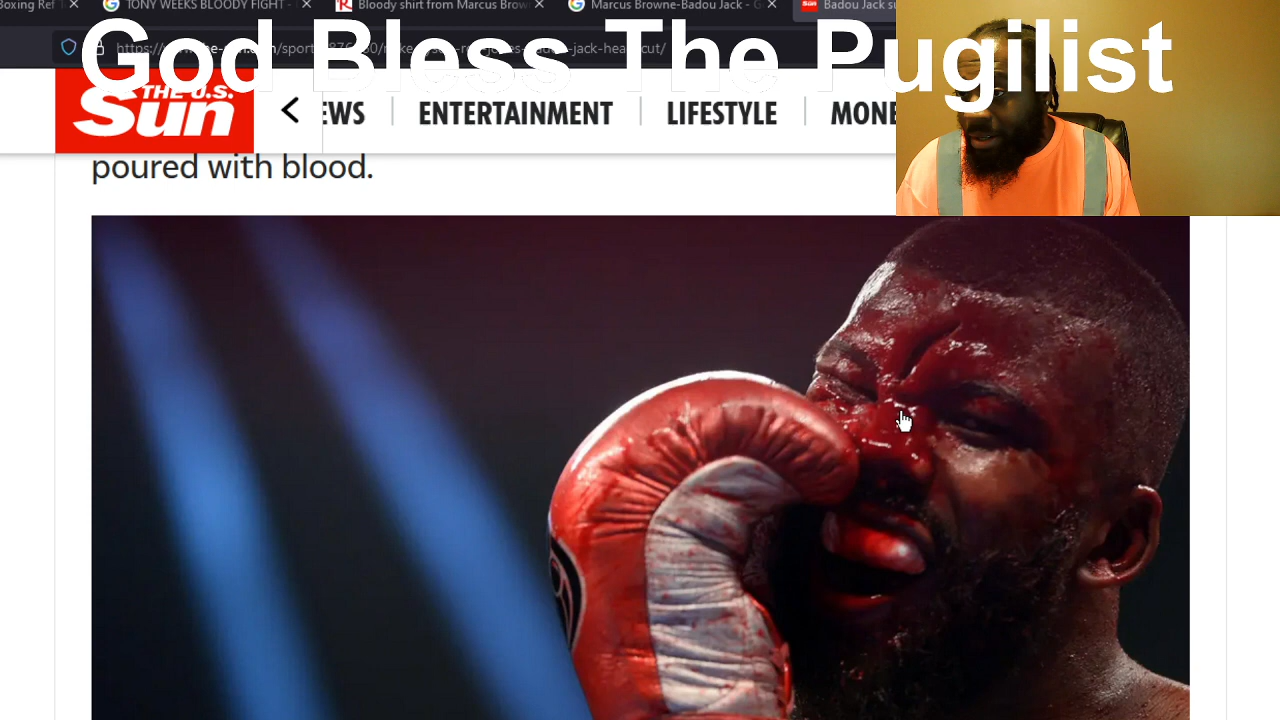 Boxing Ref
TONY WEEKS BLOODY FIGHT -
Bloody shirt from Marcus Brow
Marcus Browne-Badou Jack - G
Badou Jack su
God Bless The Pugilist
THE U.S.
Sun
EWS
ENTERTAINMENT
LIFESTYLE
MONE
poured with blood.